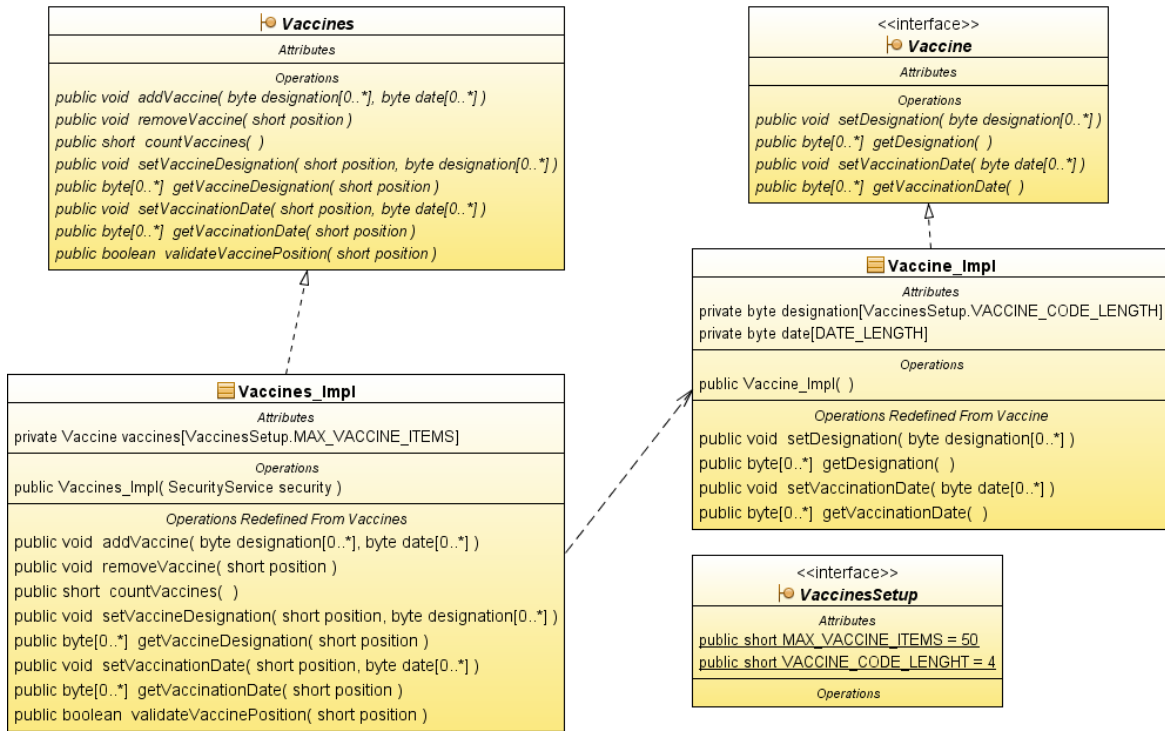 Vaccines
Attributes
Operations
public void addVaccine( byte designation[0..*], byte date[0..*] )
public void removeVaccine( short position )
public short countVaccines( )
public void setVaccineDesignation( short position, byte designation[0..*] )
public byte[0..*] getVaccineDesignation( short position )
public void setVaccinationDate( short position, byte date[0..*] )
public byte[0..*] getVaccinationDate( short position )
public boolean validateVaccinePosition( short position )
<<interface>>
Vaccine
Attributes
Operations
public void setDesignation( byte designation[0..*] )
public byte[0..*] getDesignation( )
public void setVaccinationDate( byte date[0..*] )
public byte[0..*] getVaccinationDate( )
Vaccines_Impl
Attributes
private Vaccine vaccines[VaccinesSetup.MAX_VACCINE_ITEMS]
Operations
public Vaccines_Impl( SecurityService security )
Operations Redefined From Vaccines
public void addVaccine( byte designation[0..*], byte date[0..*] )
public void removeVaccine( short position )
public short countVaccines( )
public void setVaccineDesignation( short position, byte designation[0..*] )
public byte[0..*] getVaccineDesignation( short position )
public void setVaccinationDate( short position, byte date[0..*] )
public byte[0..*] getVaccinationDate( short position )
public boolean validateVaccinePosition( short position )
Vaccine_Impl
Attributes
private byte designation[VaccinesSetup.VACCINE_CODE_LENGTH]
private byte date[DATE_LENGTH]
Operations
public Vaccine_Impl( )
Operations Redefined From Vaccine
public void setDesignation( byte designation[0..*] )
public byte[0..*] getDesignation( )
public void setVaccinationDate( byte date[0..*] )
public byte[0..*] getVaccinationDate( )
<<interface>>
VaccinesSetup
Attributes
public short MAX_VACCINE_ITEMS = 50
public short VACCINE_CODE_LENGHT = 4
Operations